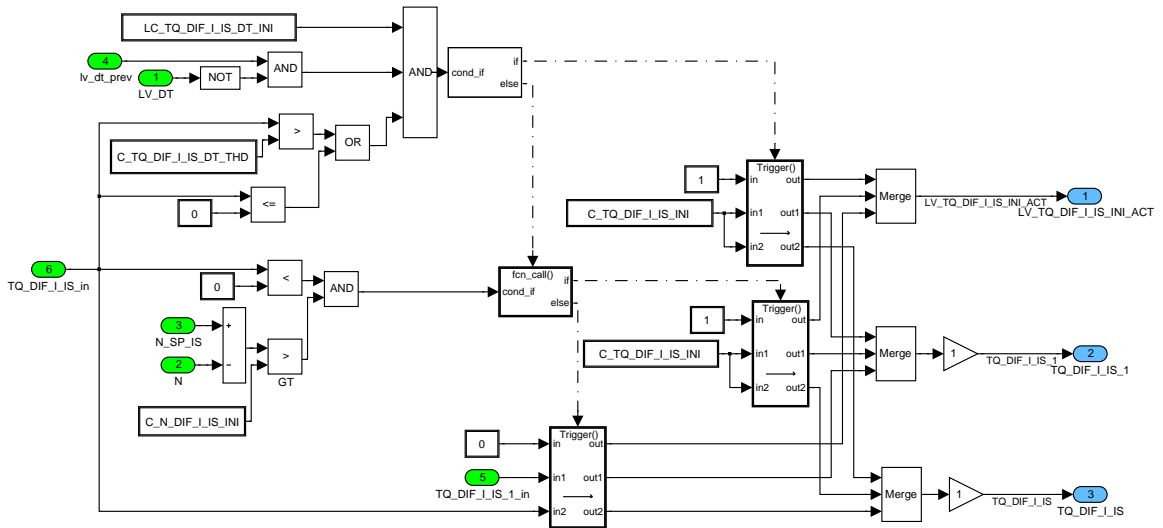 LC_TQ_DIF_I_IS_DT_INI
4
lv_dt_prev
1
LV_DT
NOT
AND
AND
cond_if
if
else
C_TQ_DIF_I_IS_DT_THD
>
OR
0
<=
6
TQ_DIF_I_IS_in
0
<
AND
3
N_SP_IS
2
N
+
−
>
GT
C_N_DIF_I_IS_INI
fcn_call()
cond_if
if
else
1
C_TQ_DIF_I_IS_INI
Trigger()
in
in1
in2
out
out1
out2
Merge
LV_TQ_DIF_I_IS_INI_ACT
1
LV_TQ_DIF_I_IS_INI_ACT
1
C_TQ_DIF_I_IS_INI
Trigger()
in
in1
in2
out
out1
out2
Merge
1
TQ_DIF_I_IS_1
2
TQ_DIF_I_IS_1
0
5
TQ_DIF_I_IS_1_in
Trigger()
in
in1
in2
out
out1
out2
Merge
1
TQ_DIF_I_IS
3
TQ_DIF_I_IS